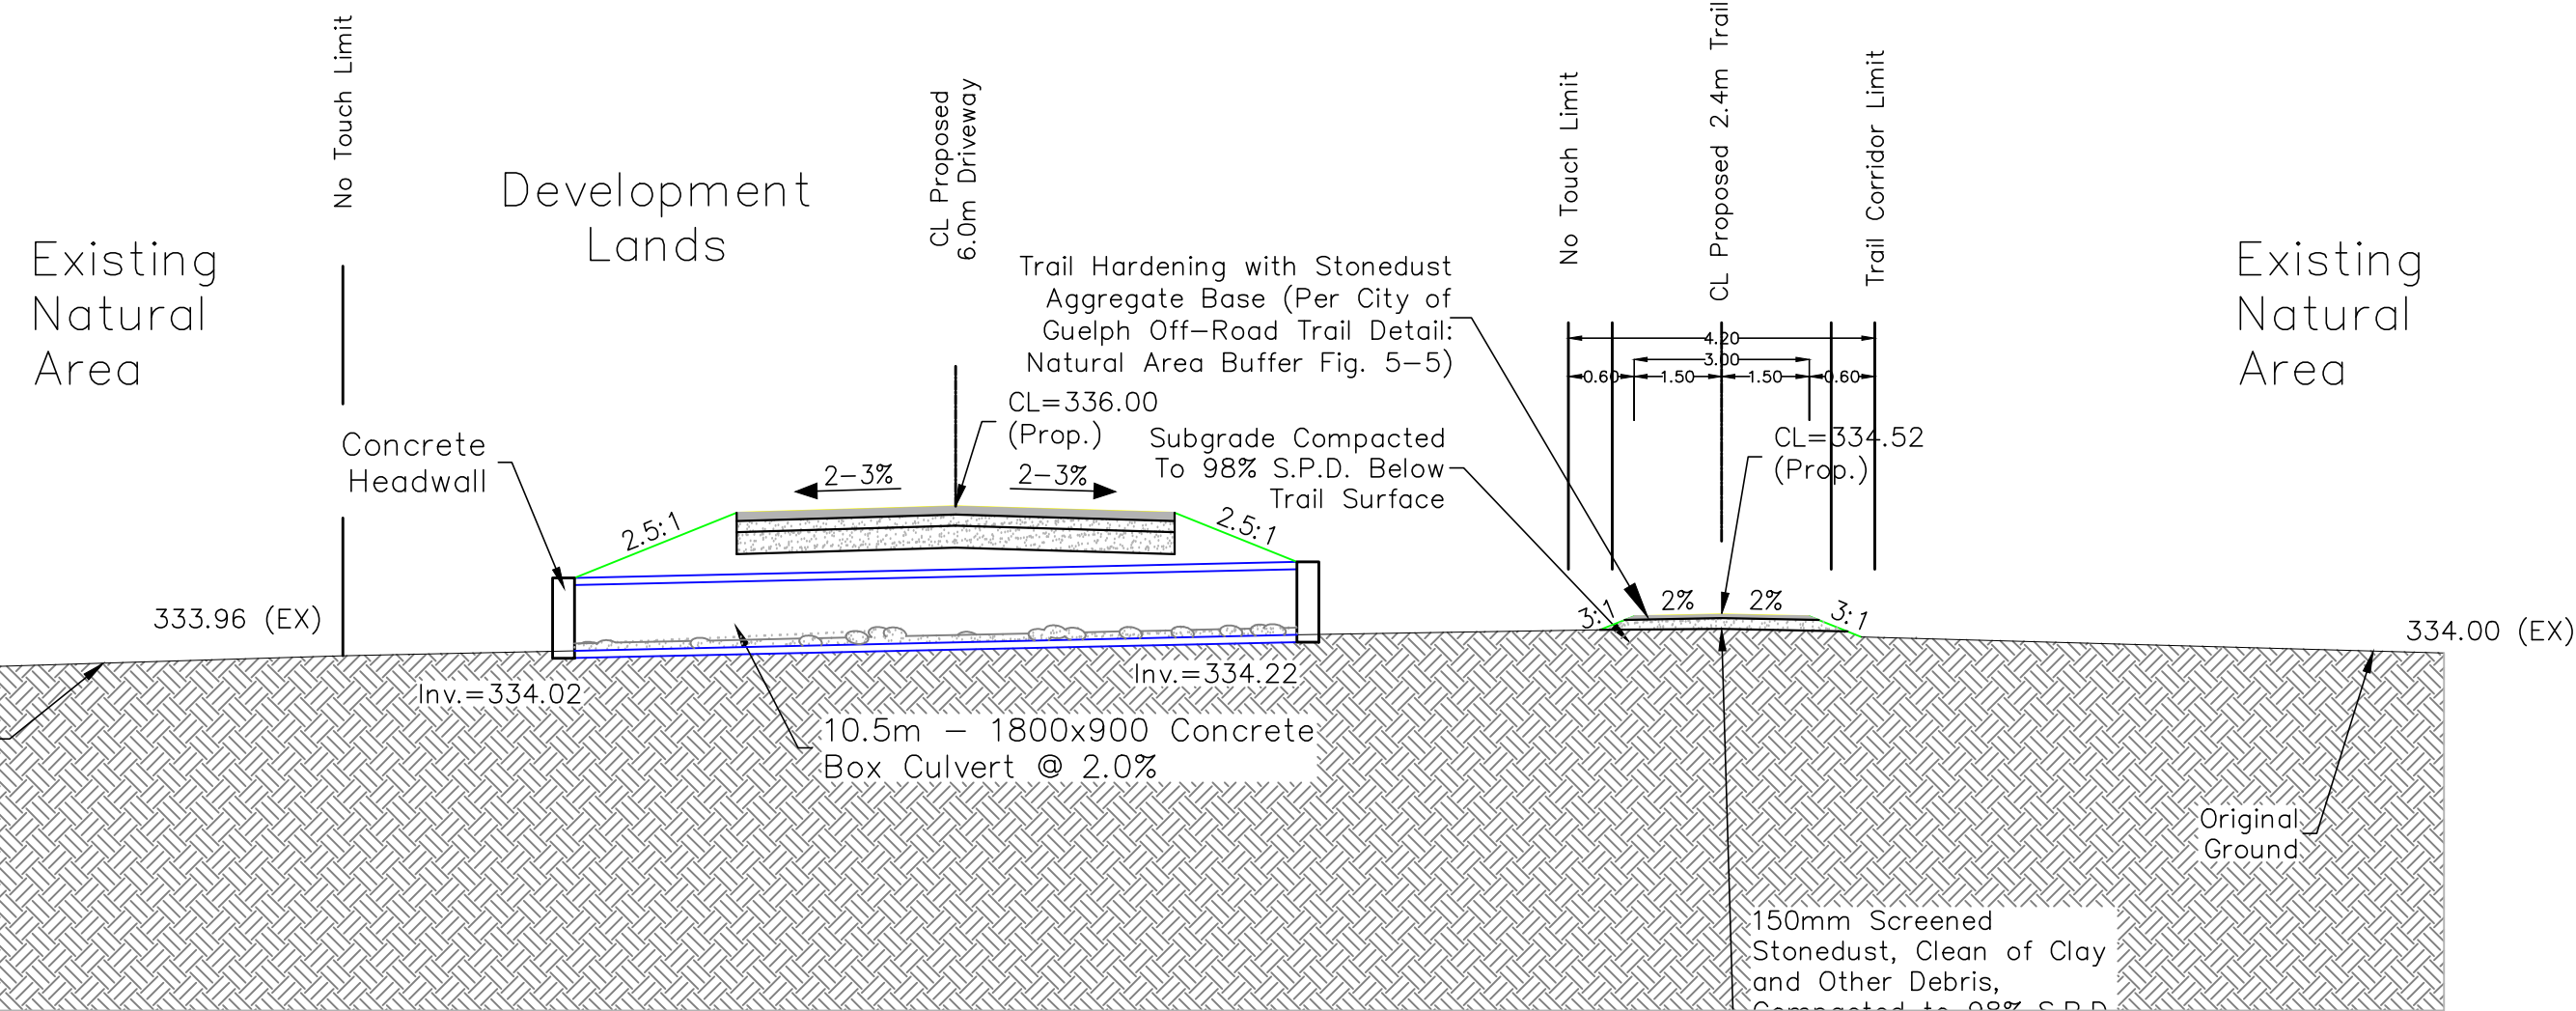 No Touch Limit
Development
Lands
Existing
Natural
Area
CL Proposed
6.0m Driveway
No Touch Limit
CL Proposed 2.4m Trail
Trail Corridor Limit
Existing
Natural
Area
Trail Hardening with Stonedust
Aggregate Base (Per City of
Guelph Off-Road Trail Detail:
Natural Area Buffer Fig. 5-5)
4.20
3.00
0.60
1.50
1.50
0.60
CL=336.00
(Prop.)
Concrete
Headwall
Subgrade Compacted
To 98% S.P.D. Below
Trail Surface
CL=334.52
(Prop.)
2-3%
2-3%
2.5:1
2.5:1
3:1
2%
2%
3:1
333.96 (EX)
334.00 (EX)
Inv.=334.02
Inv.=334.22
10.5m - 1800x900 Concrete
Box Culvert @ 2.0%
Original
Ground
150mm Screened
Stonedust, Clean of Clay
and Other Debris,
Compacted to 98% S.P.D.